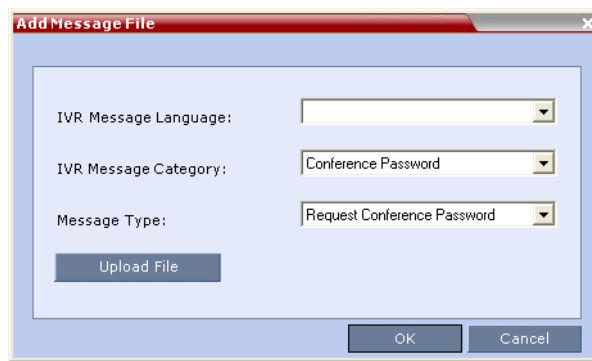 Add Message File
IVR Message Language:
IVR Message Category: Conference Password
Message Type: Request Conference Password
Upload File
OK Cancel